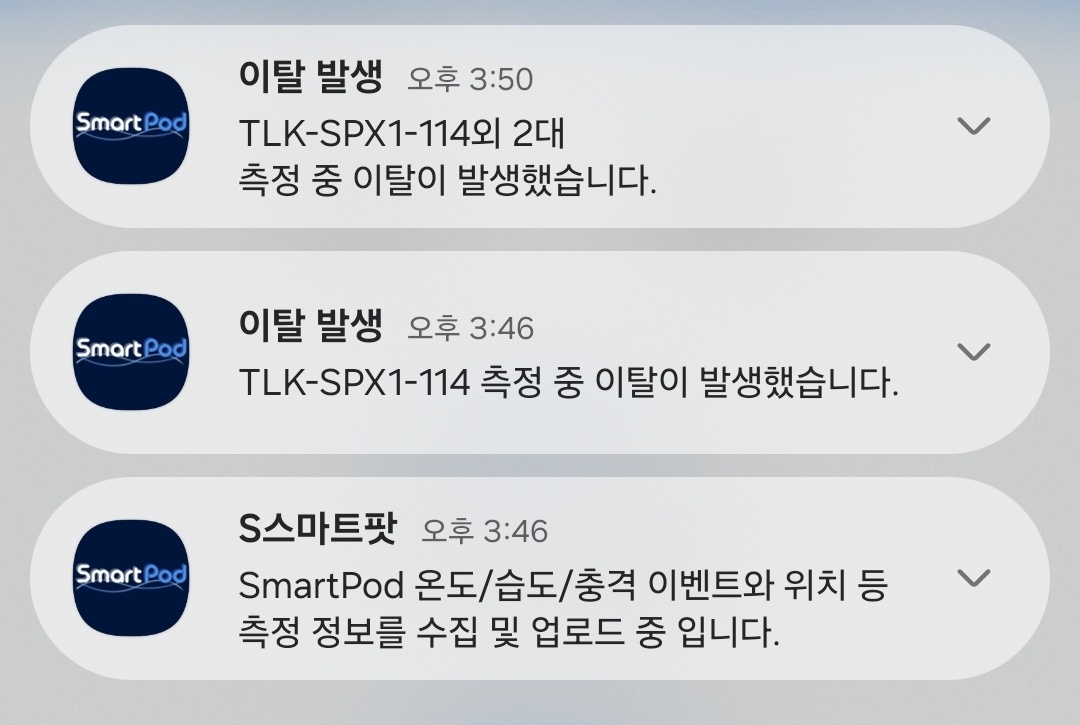 SmartPod
이탈 발생 오후 3:50
TLK-SPX1-114외 2대
측정 중 이탈이 발생했습니다.
SmartPod
이탈 발생 오후 3:46
TLK-SPX1-114 측정 중 이탈이 발생했습니다.
SmartPod
S스마트팟 오후 3:46
SmartPod 온도/습도/충격 이벤트와 위치 등
측정 정보를 수집 및 업로드 중 입니다.